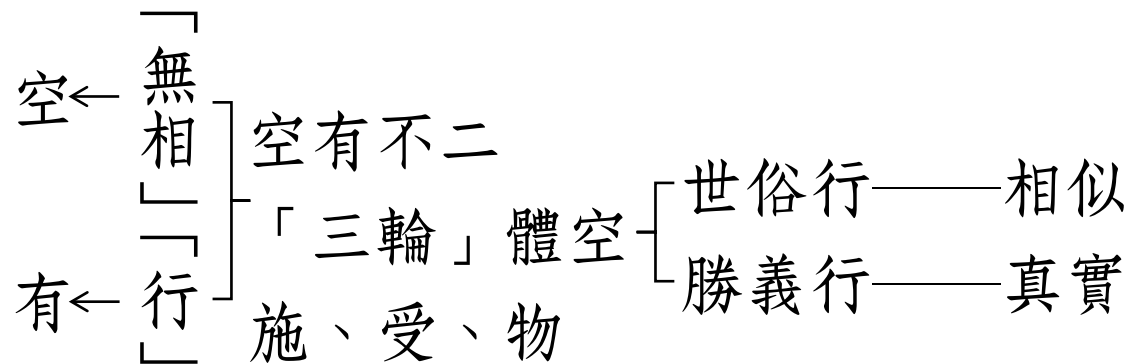 空←「無相」
有←「行」
空有不二
「三輪」體空
施、受、物
世俗行——相似
勝義行——真實